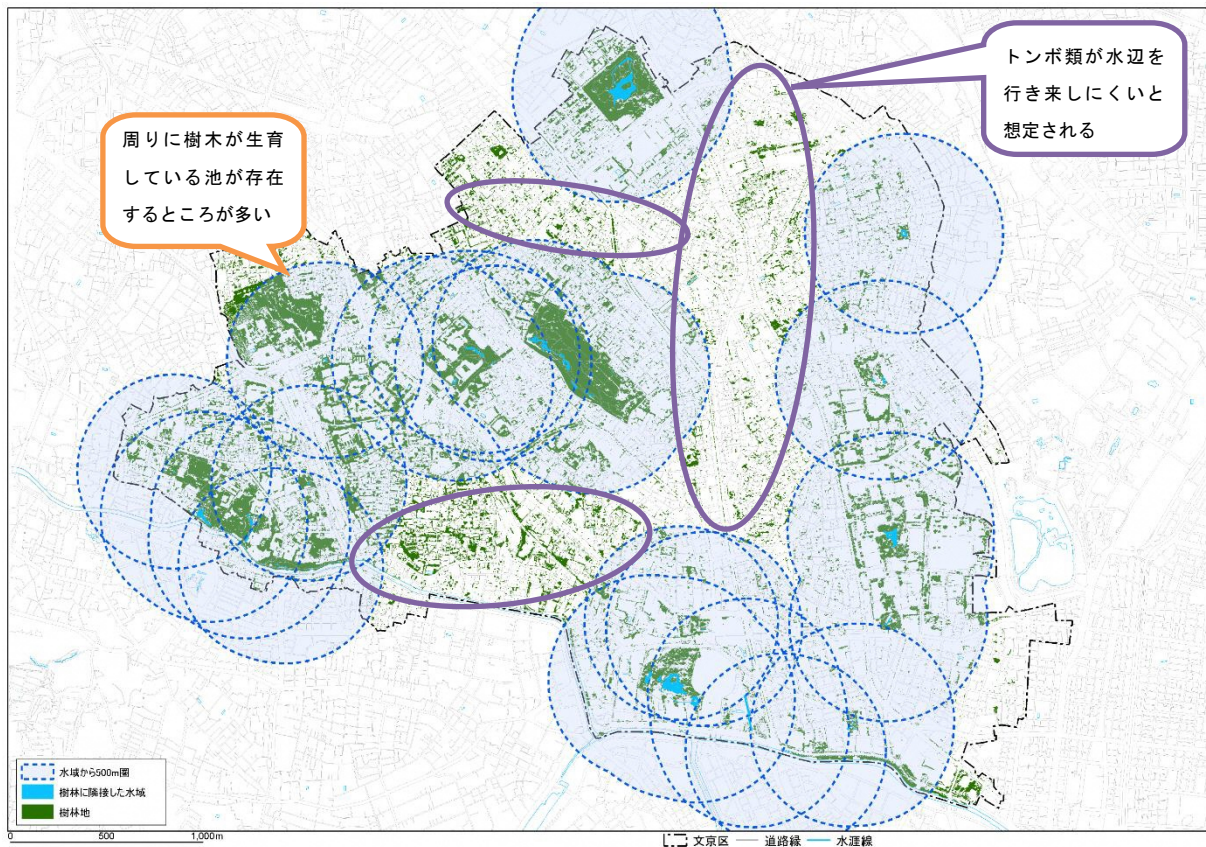 トンボ類が水辺を
行き来しにくいと
想定される
周りに樹木が生育
している池が存在
するところが多い
水域から500m圏
樹林に隣接した水域
樹林地
0 500 1,000m
文京区 道路縁 水涯線